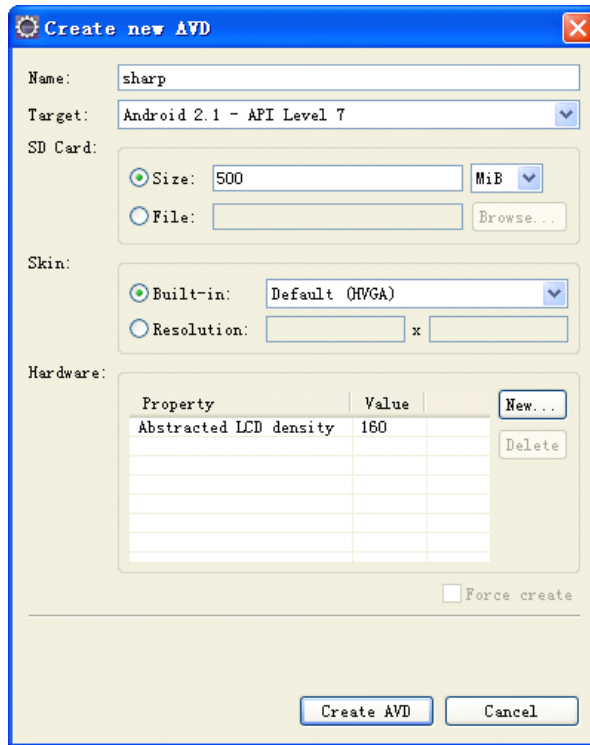 Create new AVD
Name: sharp
Target: Android 2.1 - API Level 7
SD Card:
Size: 500 MiB
File: Browse...
Skin:
Built-in: Default (HVGA)
Resolution: x
Hardware:
Property Value New...
Abstracted LCD density 160
Delete
Force create
Create AVD Cancel